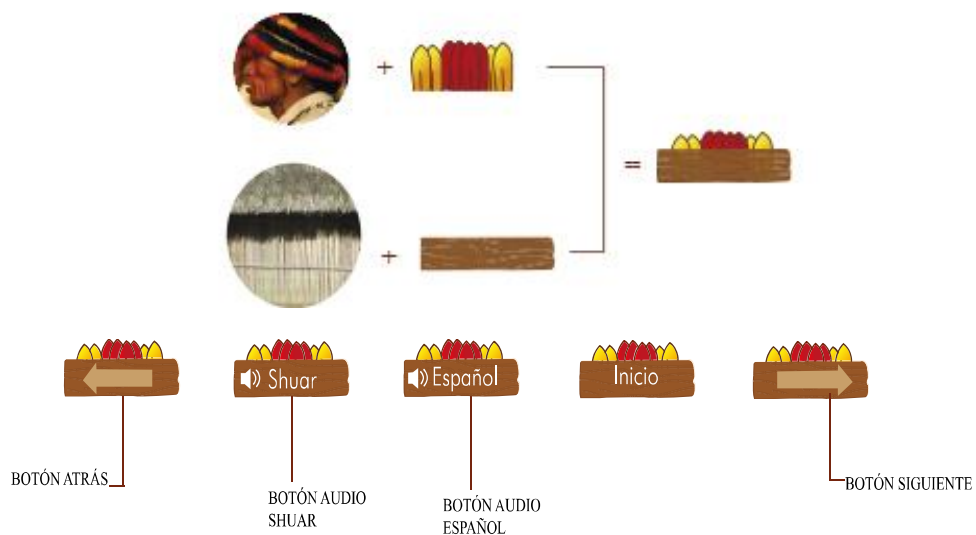 +
=
+
Shuar
Español
Inicio
BOTÓN ATRÁS
BOTÓN AUDIO
SHUAR
BOTÓN AUDIO
ESPAÑOL
BOTÓN SIGUIENTE